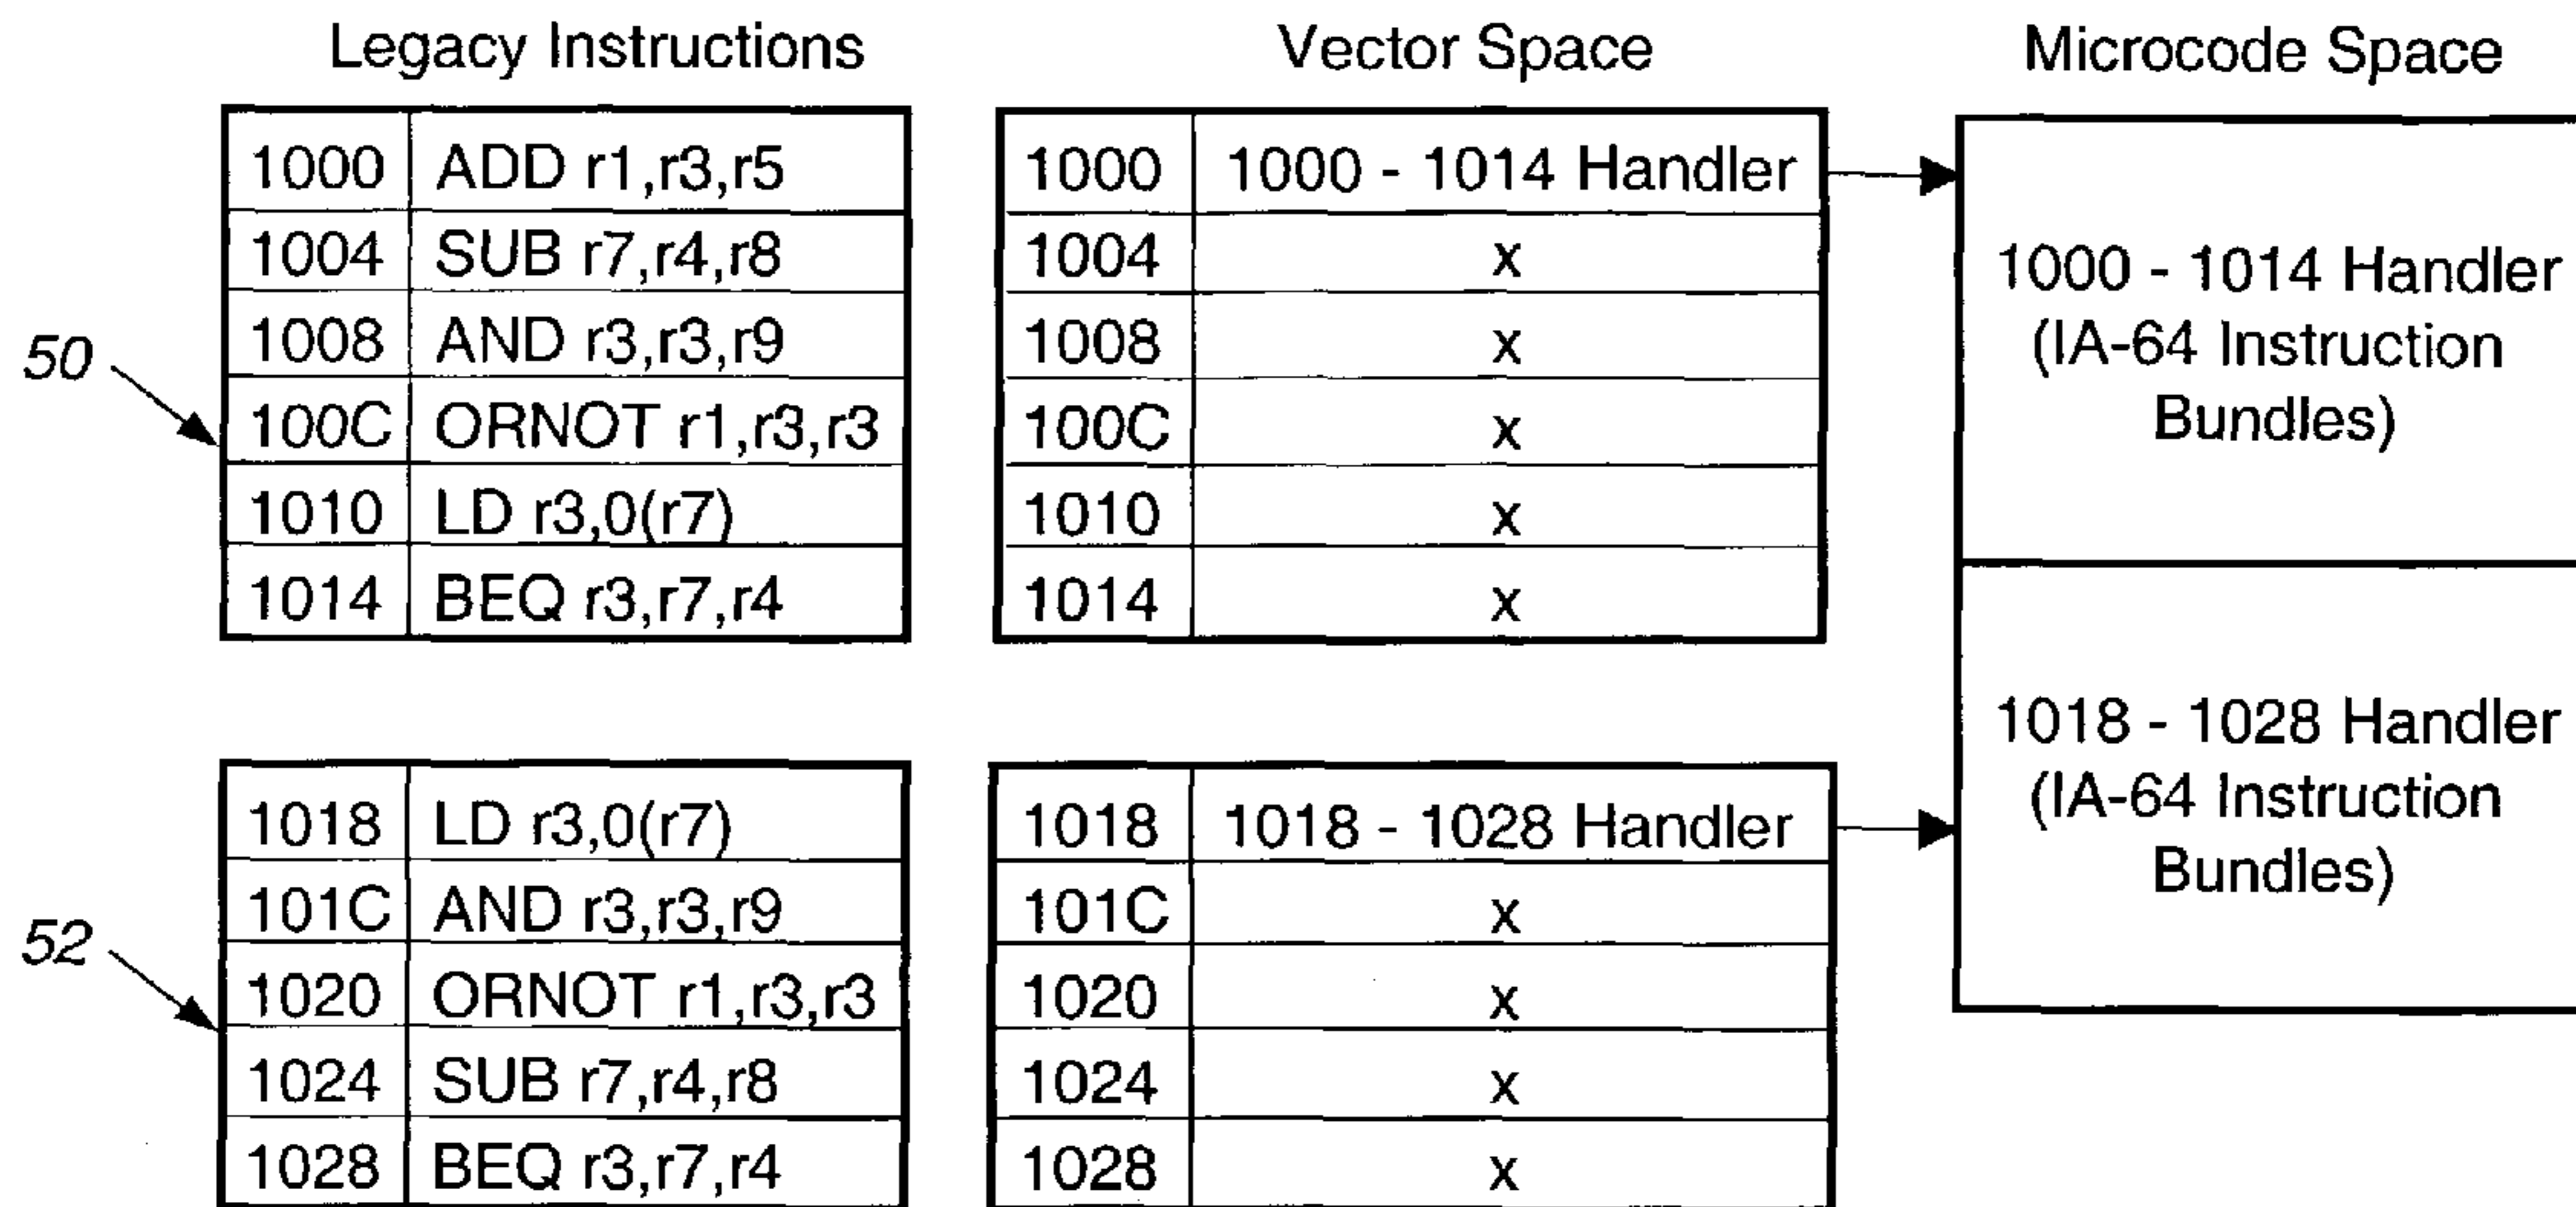 Legacy Instructions
Vector Space
Microcode Space
50
1000 ADD r1,r3,r5
1004 SUB r7,r4,r8
1008 AND r3,r3,r9
100C ORNOT r1,r3,r3
1010 LD r3,0(r7)
1014 BEQ r3,r7,r4
1000 1000 - 1014 Handler
1004 x
1008 x
100C x
1010 x
1014 x
1000 - 1014 Handler
(IA-64 Instruction
Bundles)
52
1018 LD r3,0(r7)
101C AND r3,r3,r9
1020 ORNOT r1,r3,r3
1024 SUB r7,r4,r8
1028 BEQ r3,r7,r4
1018 1018 - 1028 Handler
101C x
1020 x
1024 x
1028 x
1018 - 1028 Handler
(IA-64 Instruction
Bundles)